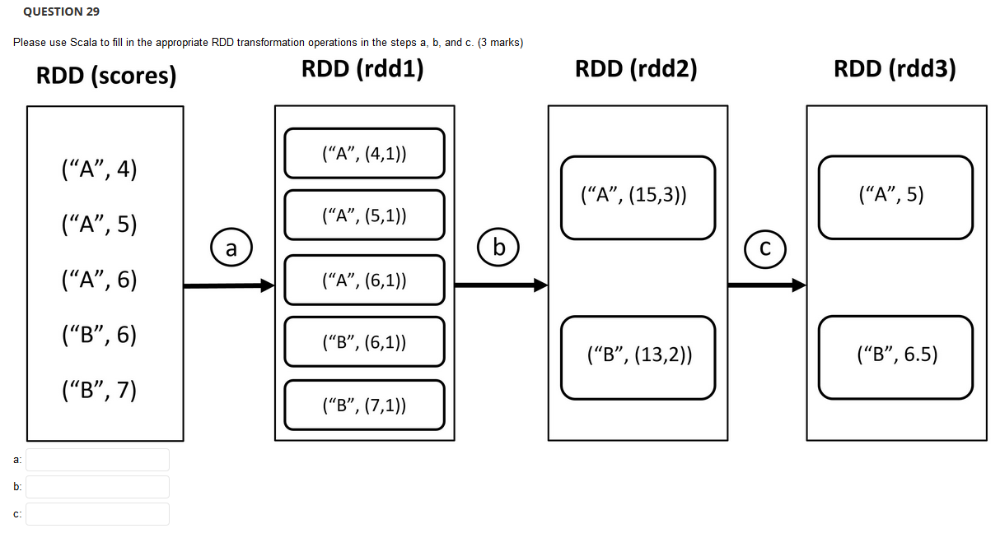 QUESTION 29
Please use Scala to fill in the appropriate RDD transformation operations in the steps a, b, and c. (3 marks)
RDD (scores)
RDD (rdd1)
RDD (rdd2)
RDD (rdd3)
(“A”, 4)
(“A”, 5)
(“A”, 6)
(“B”, 6)
(“B”, 7)
a
(“A”, (4,1))
(“A”, (5,1))
(“A”, (6,1))
(“B”, (6,1))
(“B”, (7,1))
b
(“A”, (15,3))
(“B”, (13,2))
c
(“A”, 5)
(“B”, 6.5)
a:
b:
c: